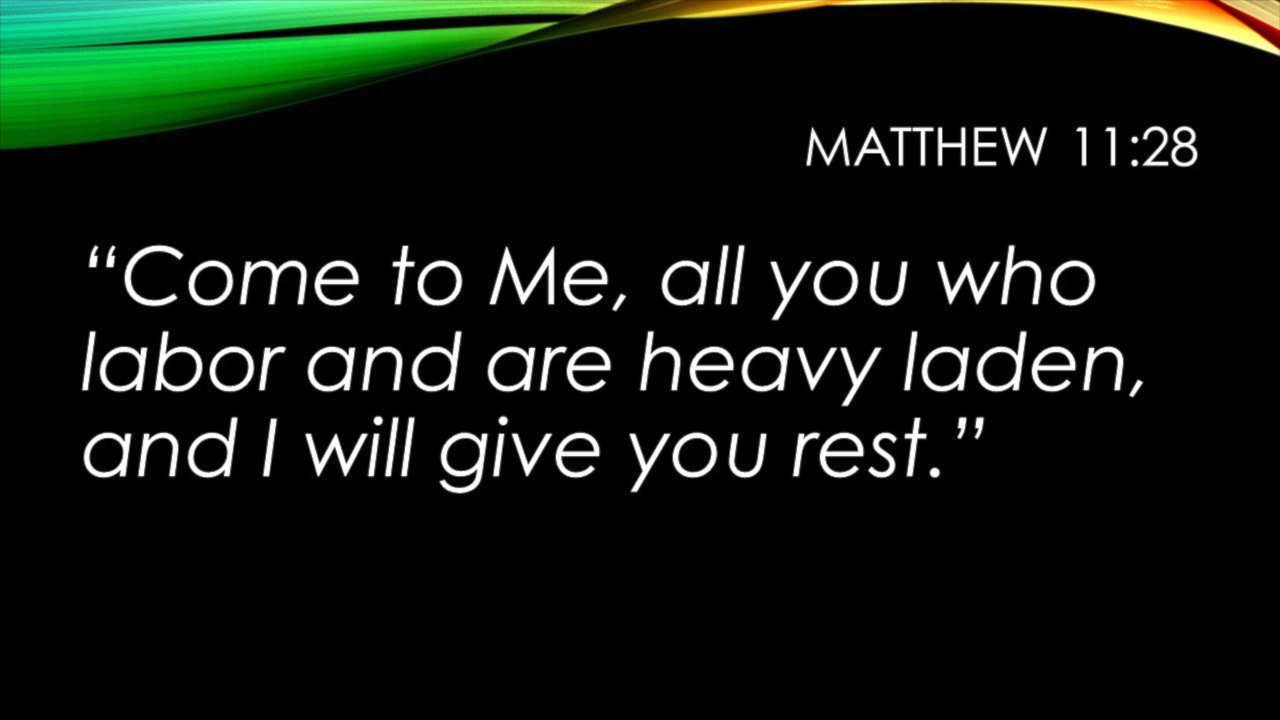 MATTHEW 11:28
“Come to Me, all you who
labor and are heavy laden,
and I will give you rest.”